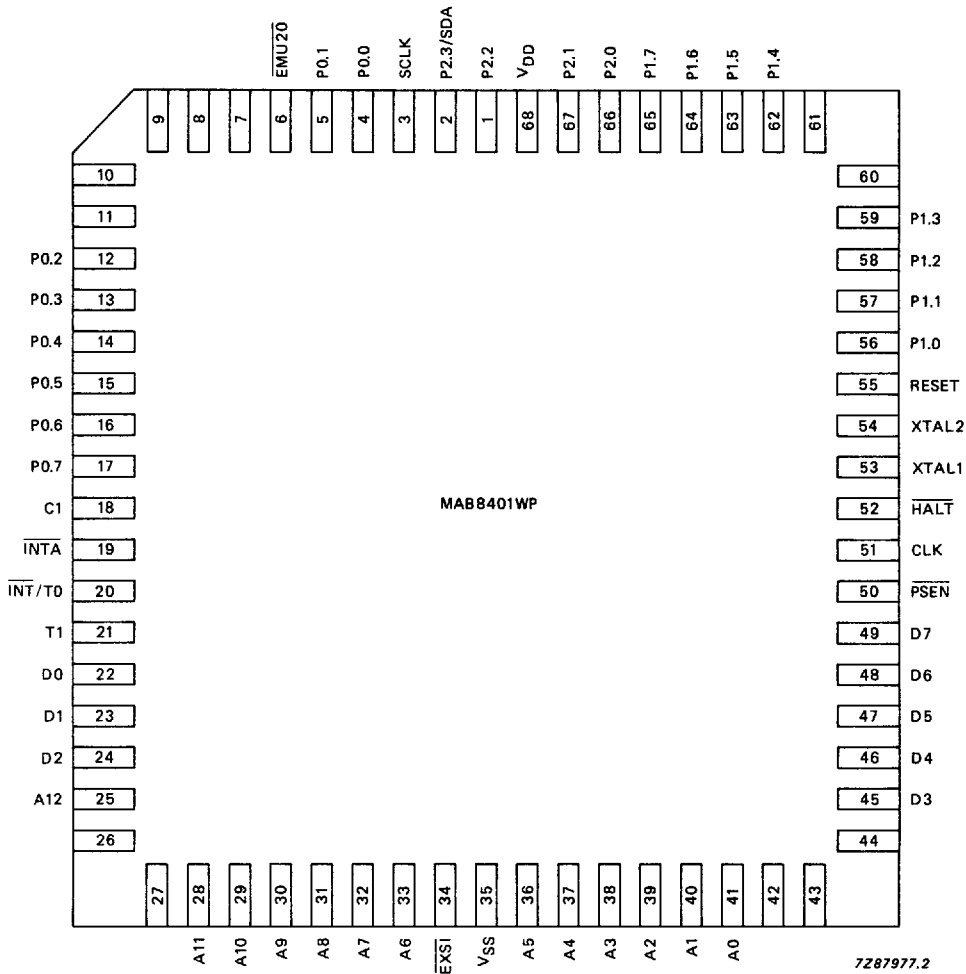 EMU20 P0.1 P0.0 SCLK P2.3/SDA P2.2 VDD P2.1 P2.0 P1.7 P1.6 P1.5 P1.4
9 8 7 6 5 4 3 2 1 68 67 66 65 64 63 62 61
10 60
11 59 P1.3
P0.2 12 58 P1.2
P0.3 13 57 P1.1
P0.4 14 56 P1.0
P0.5 15 55 RESET
P0.6 16 54 XTAL2
P0.7 17 53 XTAL1
C1 18 MAB8401WP 52 HALT
INTA 19 51 CLK
INT/T0 20 50 PSEN
T1 21 49 D7
D0 22 48 D6
D1 23 47 D5
D2 24 46 D4
A12 25 45 D3
26 44
27 28 29 30 31 32 33 34 35 36 37 38 39 40 41 42 43
A11 A10 A9 A8 A7 A6 EXSI VSS A5 A4 A3 A2 A1 A0
7Z87977.2